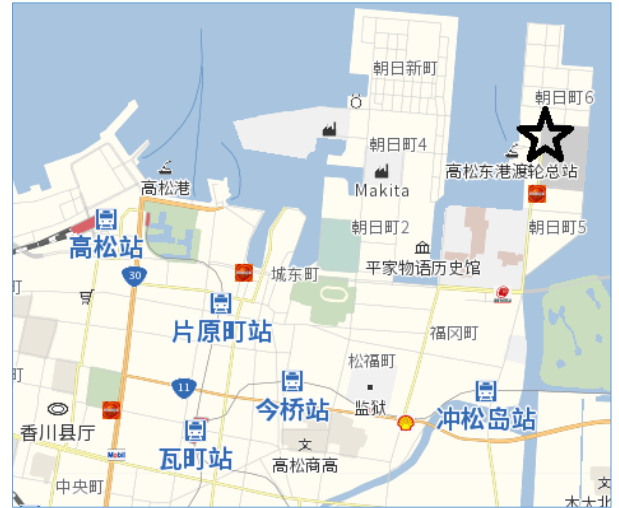 朝日新町
朝日町6
朝日町4
高松东港渡轮总站
高松港
Makita
朝日町2
朝日町5
高松站
平家物语历史馆
30
城东町
町
片原町站
福冈町
松福町
町
11
今桥站
监狱
冲松岛站
香川县厅
瓦町站
文
高松商高
Mobil
中央町
文
木太北